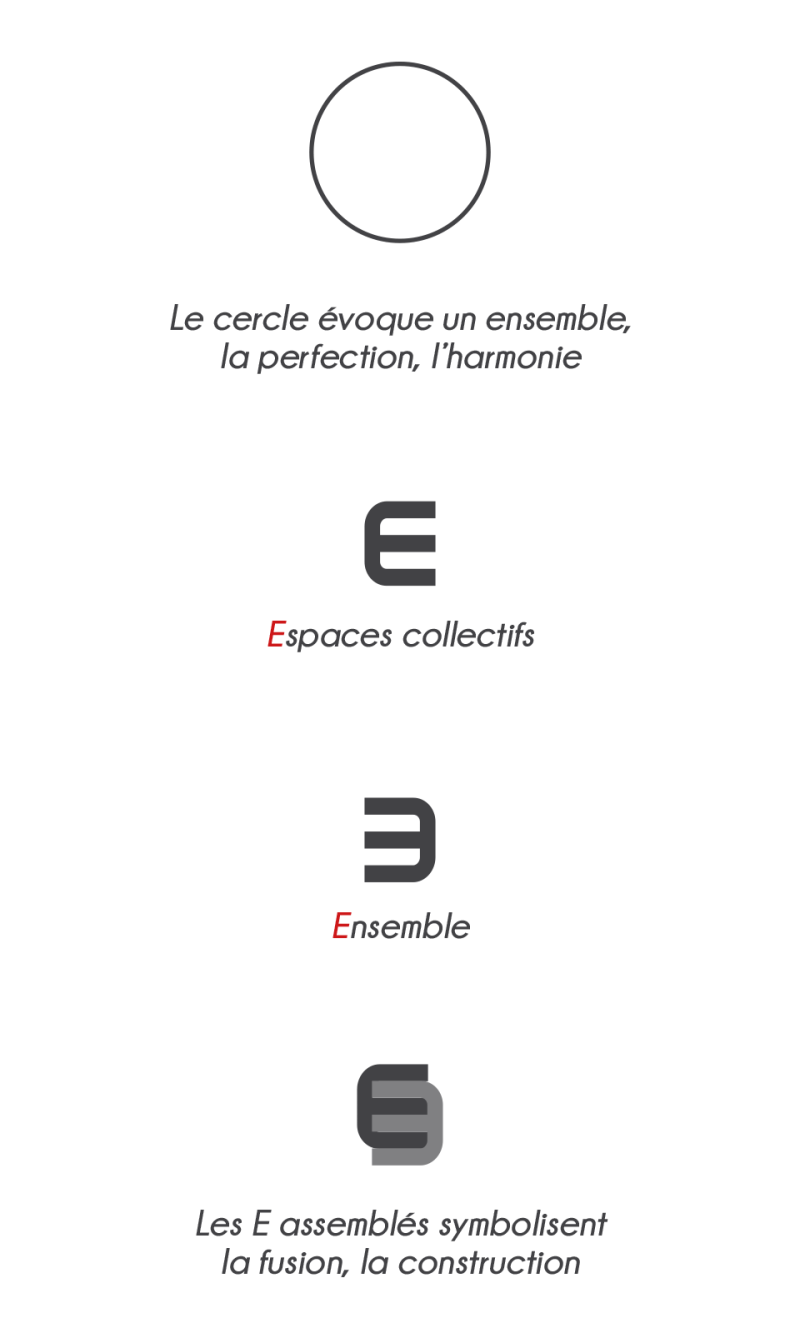 Le cercle évoque un ensemble,
la perfection, l'harmonie
E
Espaces collectifs
Ensemble
Les E assemblés symbolisent
la fusion, la construction